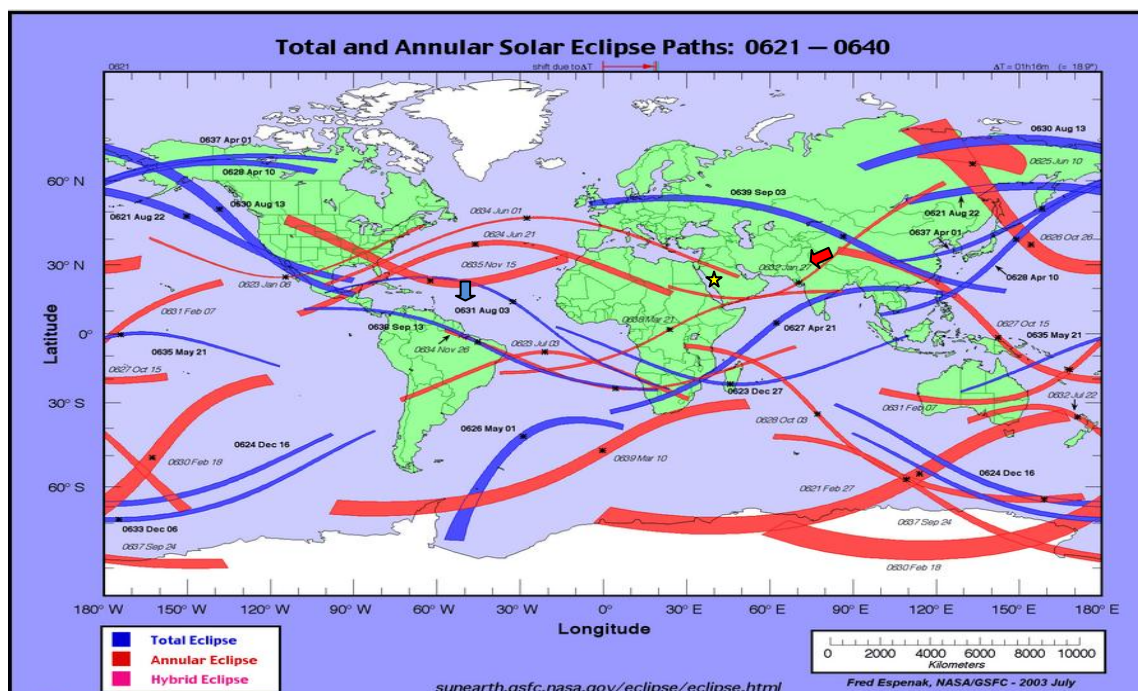 Total and Annular Solar Eclipse Paths: 0621 — 0640
0621
shift due to ΔT
ΔT = 01h16m (= 18.9°)
0637 Apr 01
0628 Apr 10
0630 Aug 13
0621 Aug 22
0623 Jan 06
0631 Feb 07
0635 May 21
0627 Oct 15
0624 Dec 16
0630 Feb 18
0633 Dec 06
0637 Sep 24
0634 Jun 01
0624 Jun 21
0635 Nov 15
0631 Aug 03
0638 Sep 13
0634 Nov 26
0623 Jul 03
0638 Mar 21
0626 May 01
0639 Mar 10
0639 Sep 03
0632 Jan 27
0627 Apr 21
0623 Dec 27
0628 Oct 03
0621 Feb 27
0630 Aug 13
0625 Jun 10
0621 Aug 22
0637 Apr 01
0626 Oct 26
0628 Apr 10
0627 Oct 15
0635 May 21
0631 Feb 07
0632 Jul 22
0624 Dec 16
0637 Sep 24
0630 Feb 18
Latitude
60° N
30° N
0°
30° S
60° S
180° W
150° W
120° W
90° W
60° W
30° W
0°
30° E
60° E
90° E
120° E
150° E
180° E
Longitude
Total Eclipse
Annular Eclipse
Hybrid Eclipse
0 2000 4000 6000 8000 10000
Kilometers
sunearth.gsfc.nasa.gov/eclipse/eclipse.html
Fred Espenak, NASA/GSFC - 2003 July